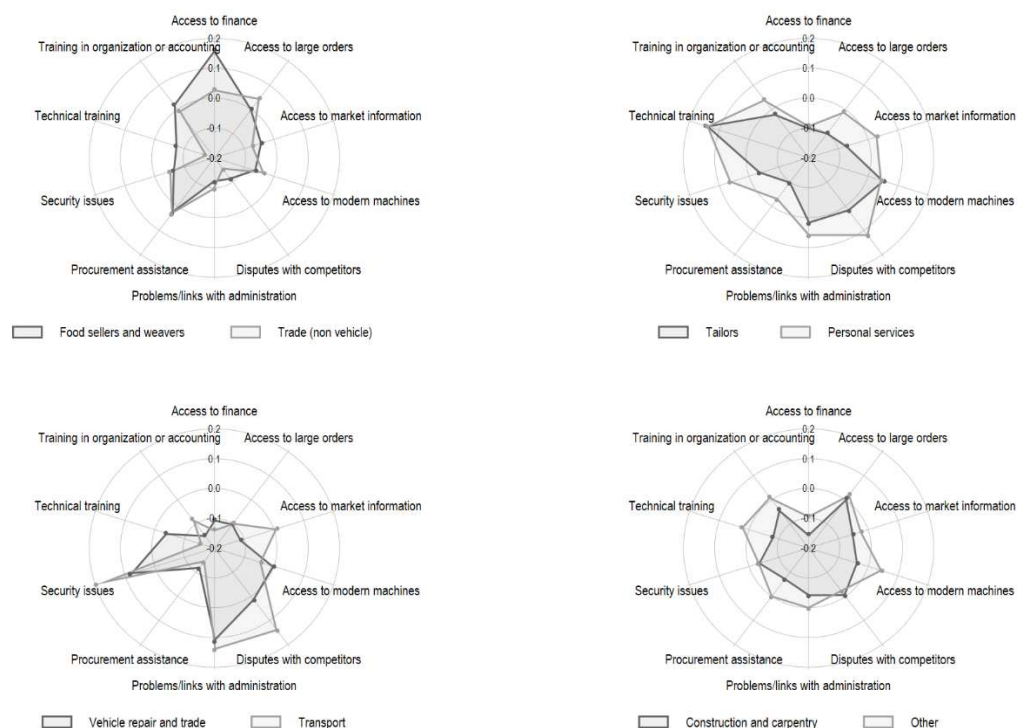 Access to finance
0.2
Training in organization or accounting
Access to large orders
0.1
0.0
Technical training
Access to market information
-0.1
-0.2
Security issues
Access to modern machines
Procurement assistance
Disputes with competitors
Problems/links with administration
Food sellers and weavers
Trade (non vehicle)
Access to finance
0.2
Training in organization or accounting
Access to large orders
0.1
0.0
Technical training
Access to market information
-0.1
-0.2
Security issues
Access to modern machines
Procurement assistance
Disputes with competitors
Problems/links with administration
Tailors
Personal services
Access to finance
0.2
Training in organization or accounting
Access to large orders
0.1
0.0
Technical training
Access to market information
-0.1
-0.2
Security issues
Access to modern machines
Procurement assistance
Disputes with competitors
Problems/links with administration
Vehicle repair and trade
Transport
Access to finance
0.2
Training in organization or accounting
Access to large orders
0.1
0.0
Technical training
Access to market information
-0.1
-0.2
Security issues
Access to modern machines
Procurement assistance
Disputes with competitors
Problems/links with administration
Construction and carpentry
Other